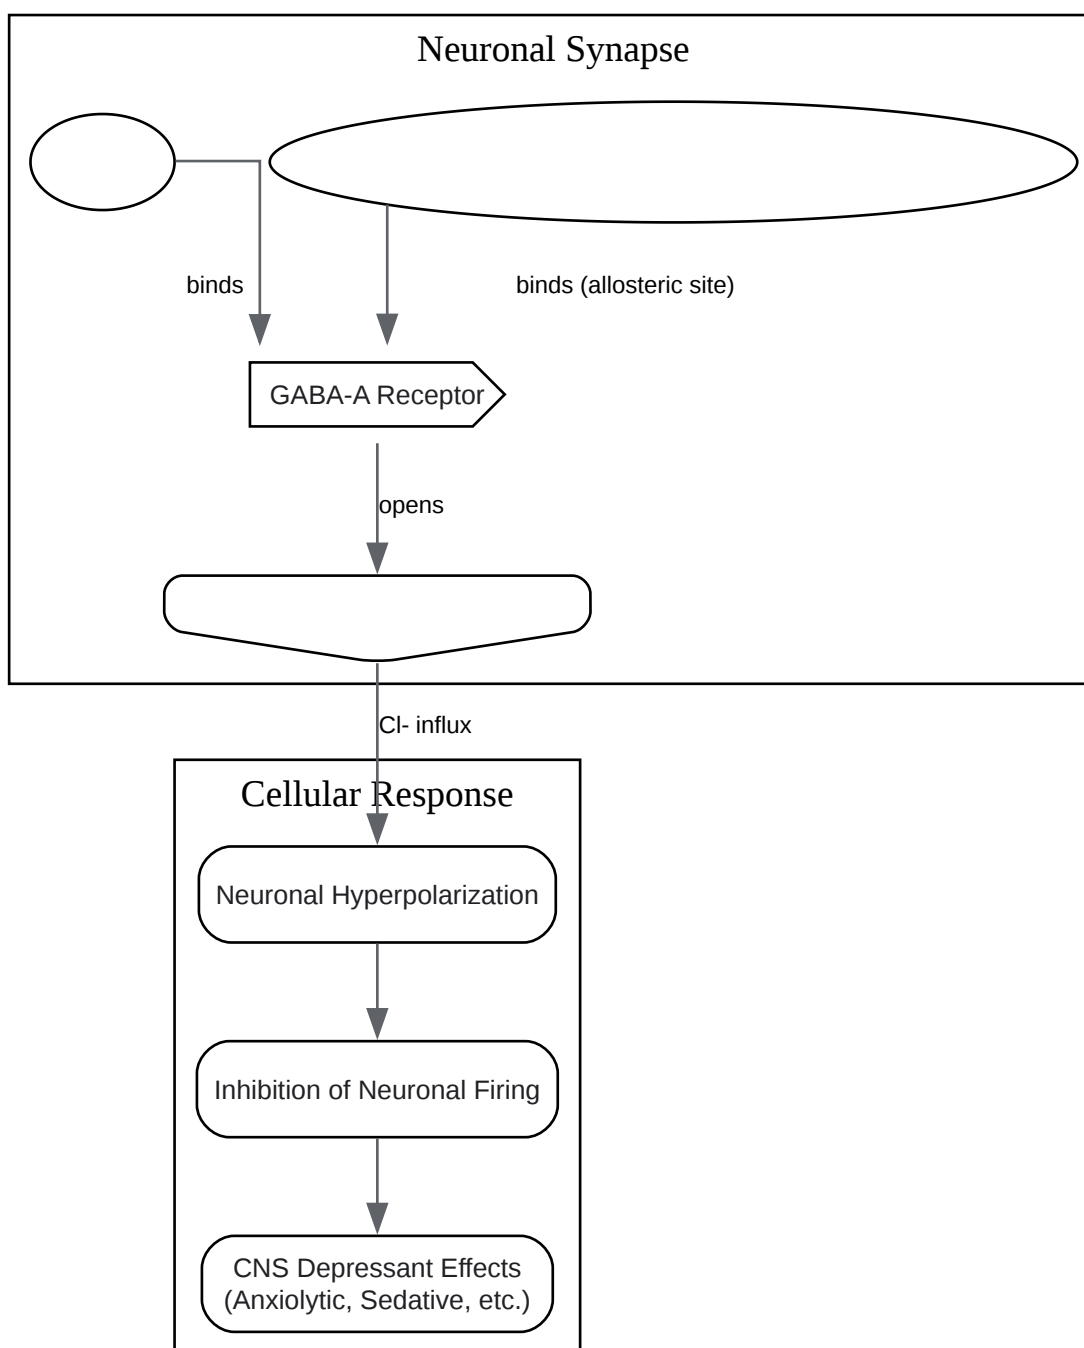 Neuronal Synapse
binds
binds (allosteric site)
GABA-A Receptor
opens
Cl- influx
Cellular Response
Neuronal Hyperpolarization
Inhibition of Neuronal Firing
CNS Depressant Effects
(Anxiolytic, Sedative, etc.)